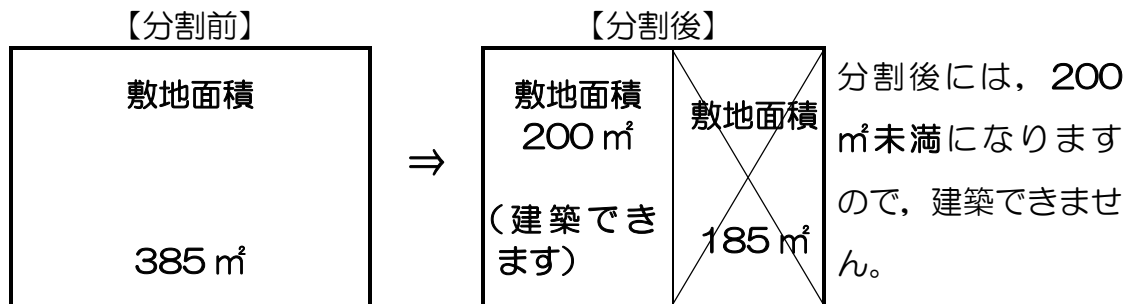 【分割前】
敷地面積
385㎡
⇒
【分割後】
敷地面積
200㎡
(建築でき
ます)
敷地面積
185㎡
分割後には，200
㎡未満になります
ので，建築できませ
ん。